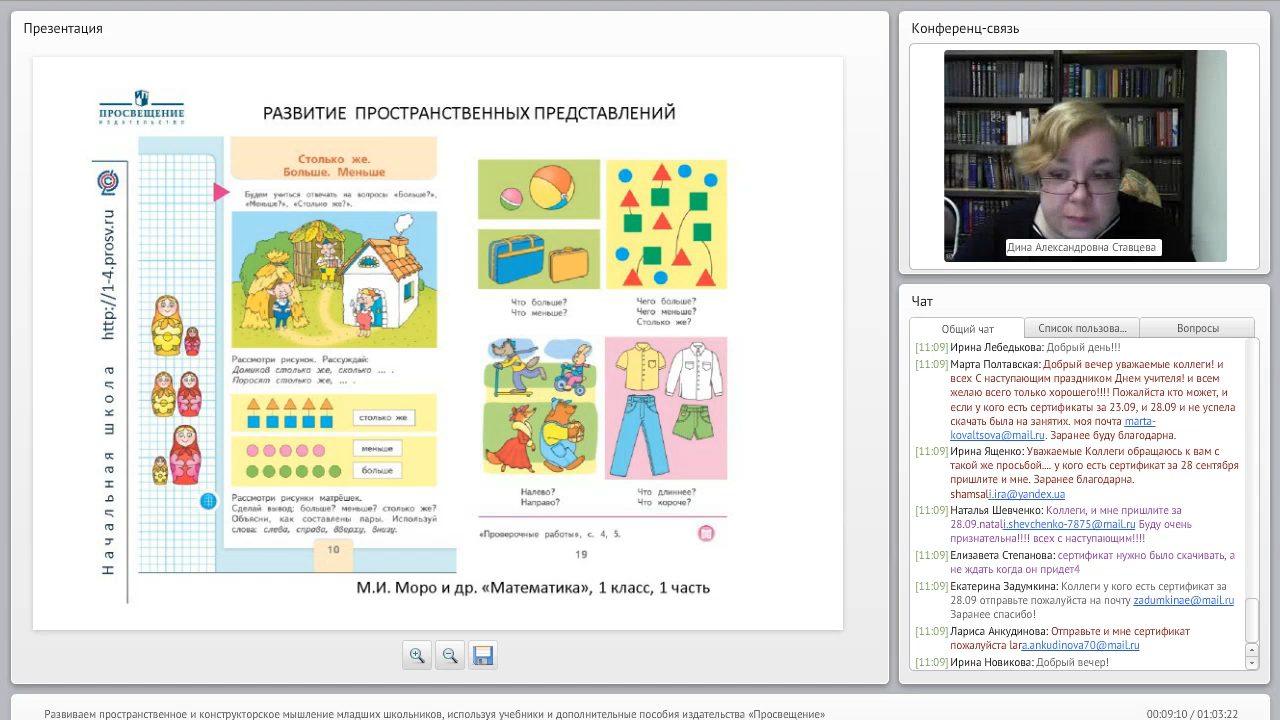 Презентация
ПРОСВЕЩЕНИЕ
ИЗДАТЕЛЬСТВО
РАЗВИТИЕ ПРОСТРАНСТВЕННЫХ ПРЕДСТАВЛЕНИЙ
Начальная школа http://1-4.prosv.ru
Столько же.
Больше. Меньше
Будем учиться отвечать на вопросы «Больше?»,
«Меньше?», «Столько же?».
Рассмотри рисунок. Рассуждай:
Домиков столько же, сколько ... .
Поросят столько же, ... .
столько же
меньше
больше
Рассмотри рисунки матрёшек.
Сделай вывод: больше? меньше? столько же?
Объясни, как составлены пары. Используй
слова: слева, справа, вверху, внизу.
10
Что больше?
Что меньше?
Чего больше?
Чего меньше?
Столько же?
Налево?
Направо?
Что длиннее?
Что короче?
«Проверочные работы», с. 4, 5.
19
М.И. Моро и др. «Математика», 1 класс, 1 часть
Конференц-связь
Дина Александровна Ставцева
Чат
Общий чат
Список пользова...
Вопросы
[11:09] Ирина Лебедькова: Добрый день!!!
[11:09] Марта Полтавская: Добрый вечер уважаемые коллеги! и
всех С наступающим праздником Днем учителя! и всем
желаю всего только хорошего!!!! Пожалйста кто может, и
если у кого есть сертификаты за 23.09, и 28.09 и не успела
скачать была на занятих. моя почта marta-
kovaltsova@mail.ru. Заранее буду благодарна.
[11:09] Ирина Ященко: Уважаемые Коллеги обращаюсь к вам с
такой же просьбой.... у кого есть сертификат за 28 сентября
пришлите и мне. Заранее благодарна.
shamsali.ira@yandex.ua
[11:09] Наталья Шевченко: Коллеги, и мне пришлите за
28.09.natali.shevchenko-7875@mail.ru Буду очень
признательна!!!! всех с наступающим!!!!
[11:09] Елизавета Степанова: сертификат нужно было скачивать, а
не ждать когда он придет4
[11:09] Екатерина Задумкина: Коллеги у кого есть сертификат за
28.09 отправьте пожалуйста на почту zadumkinae@mail.ru
Заранее спасибо!
[11:09] Лариса Анкудинова: Отправьте и мне сертификат
пожалуйста lara.ankudinova70@mail.ru
[11:09] Ирина Новикова: Добрый вечер!
Развиваем пространственное и конструкторское мышление младших школьников, используя учебники и дополнительные пособия издательства «Просвещение»
00:09:10 / 01:03:22